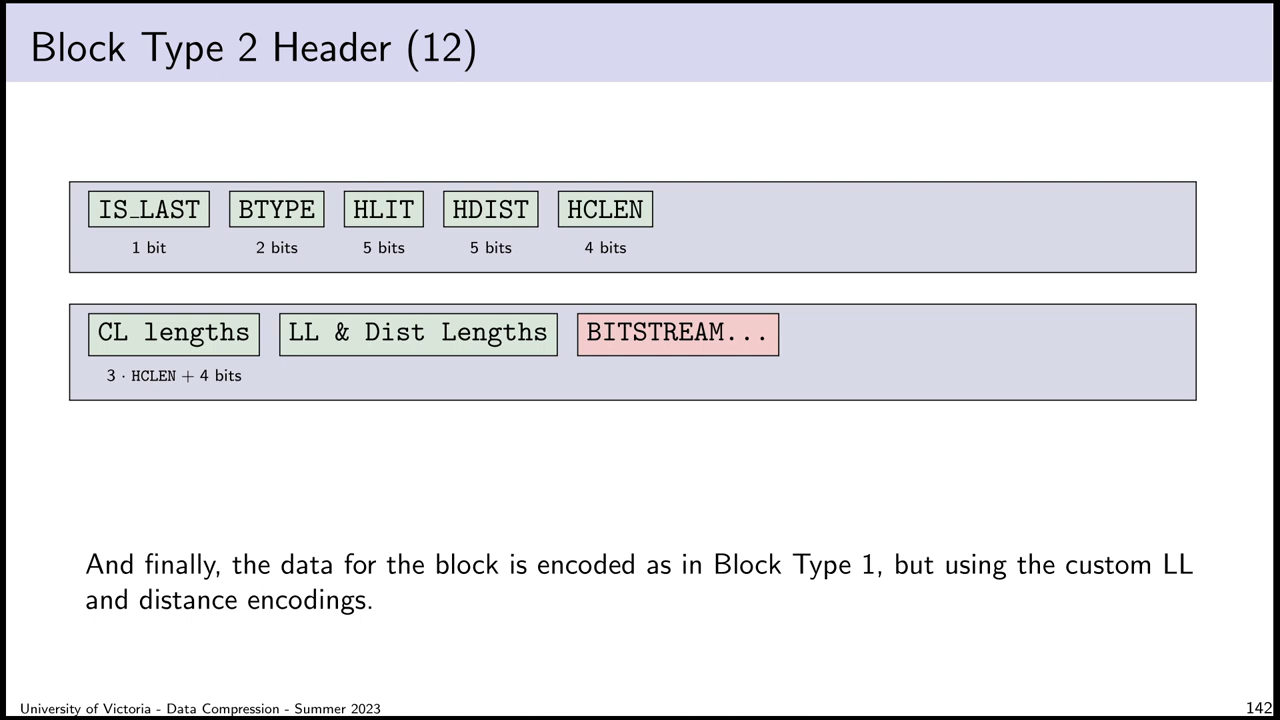 Block Type 2 Header (12)
IS_LAST BTYPE HLIT HDIST HCLEN
1 bit 2 bits 5 bits 5 bits 4 bits
CL lengths LL & Dist Lengths BITSTREAM...
3 · HCLEN + 4 bits
And finally, the data for the block is encoded as in Block Type 1, but using the custom LL
and distance encodings.
University of Victoria - Data Compression - Summer 2023
142